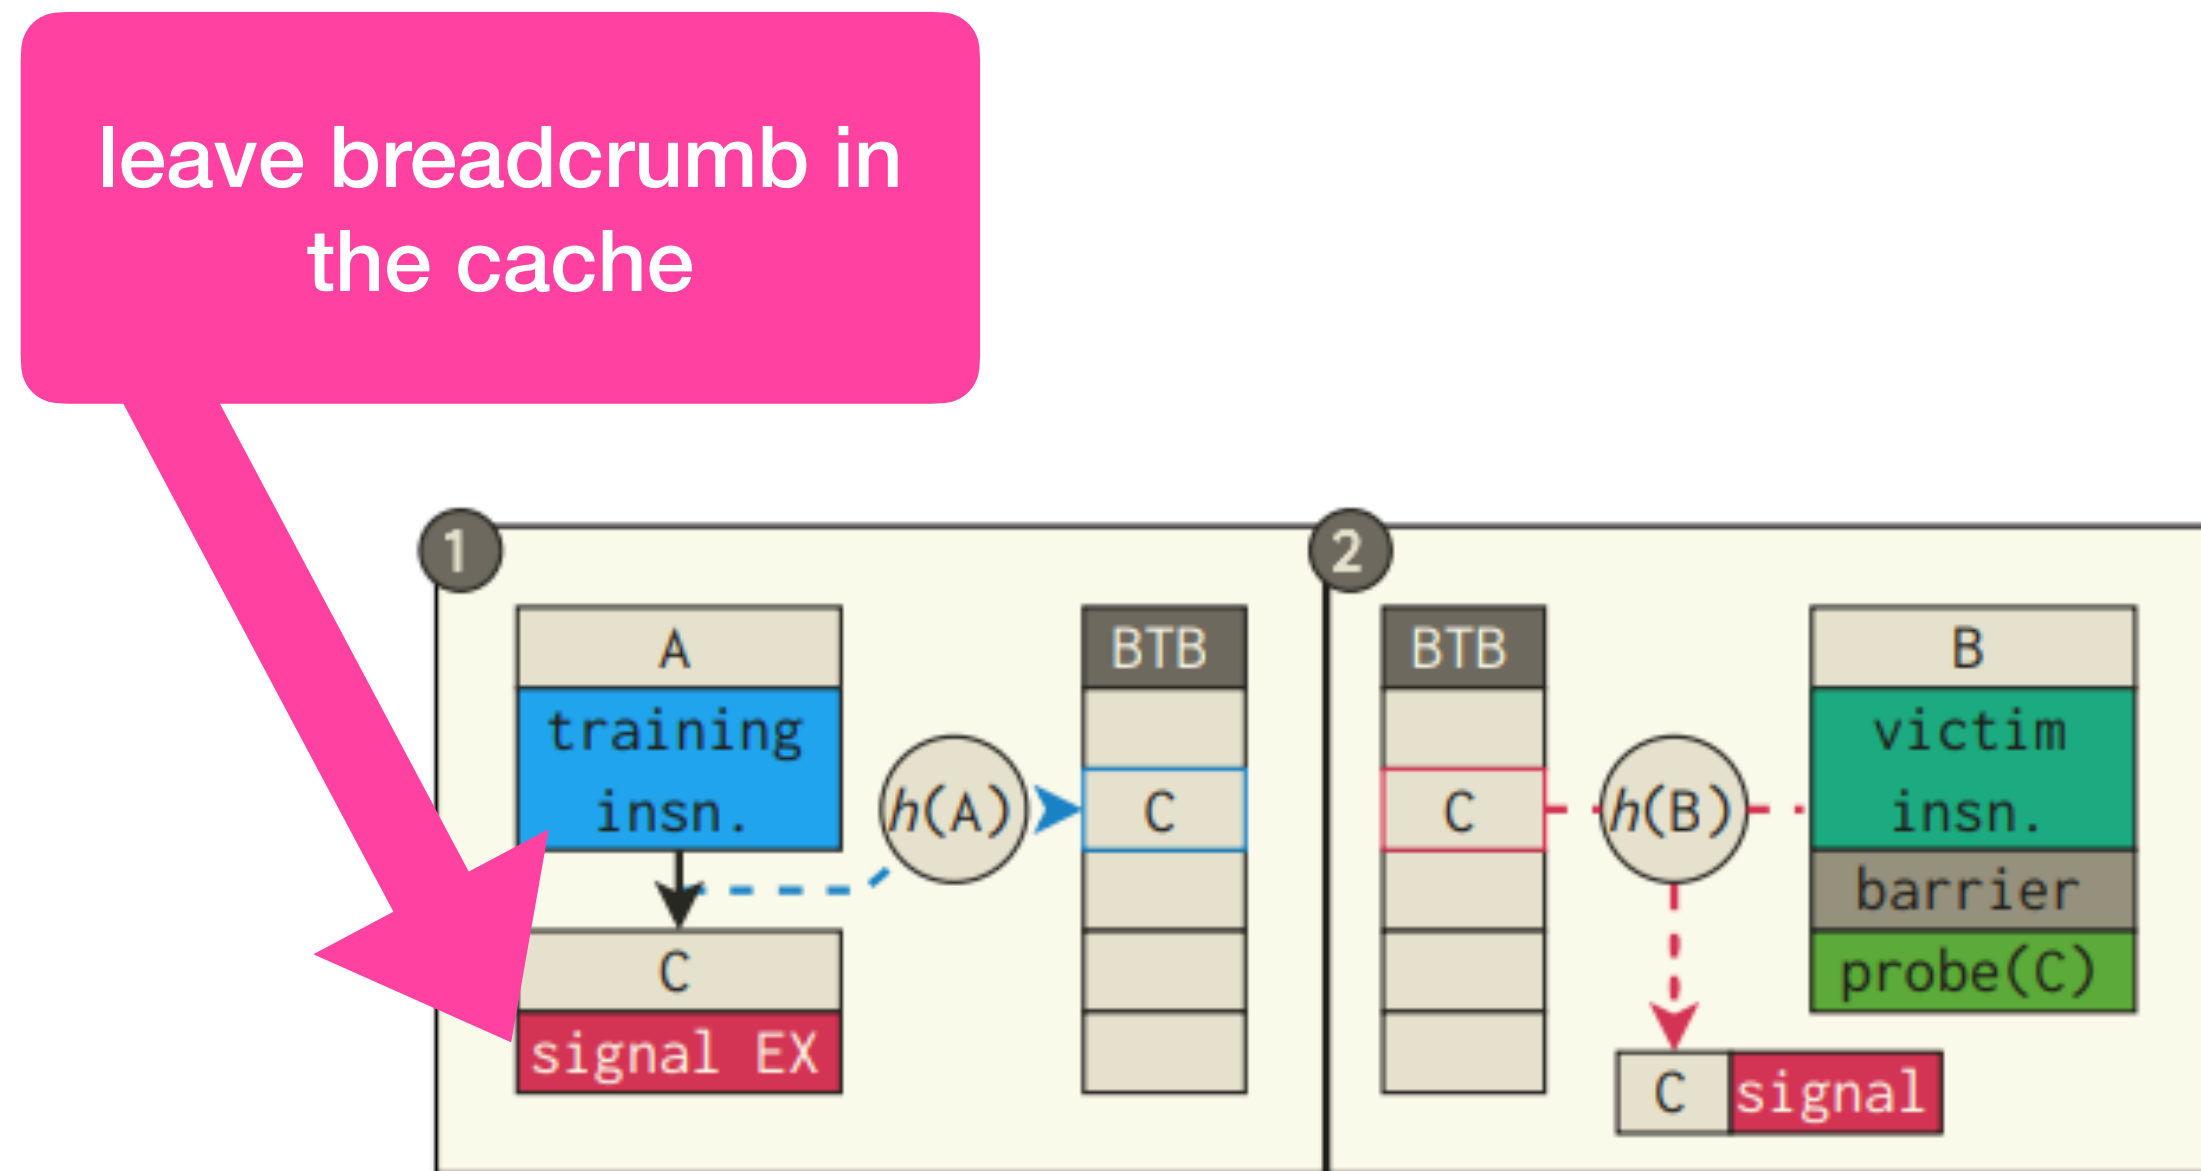 leave breadcrumb in
the cache
1
A
training
insn.
h(A)
BTB
C
C
signal EX
2
BTB
C
h(B)
B
victim
insn.
barrier
probe(C)
C signal